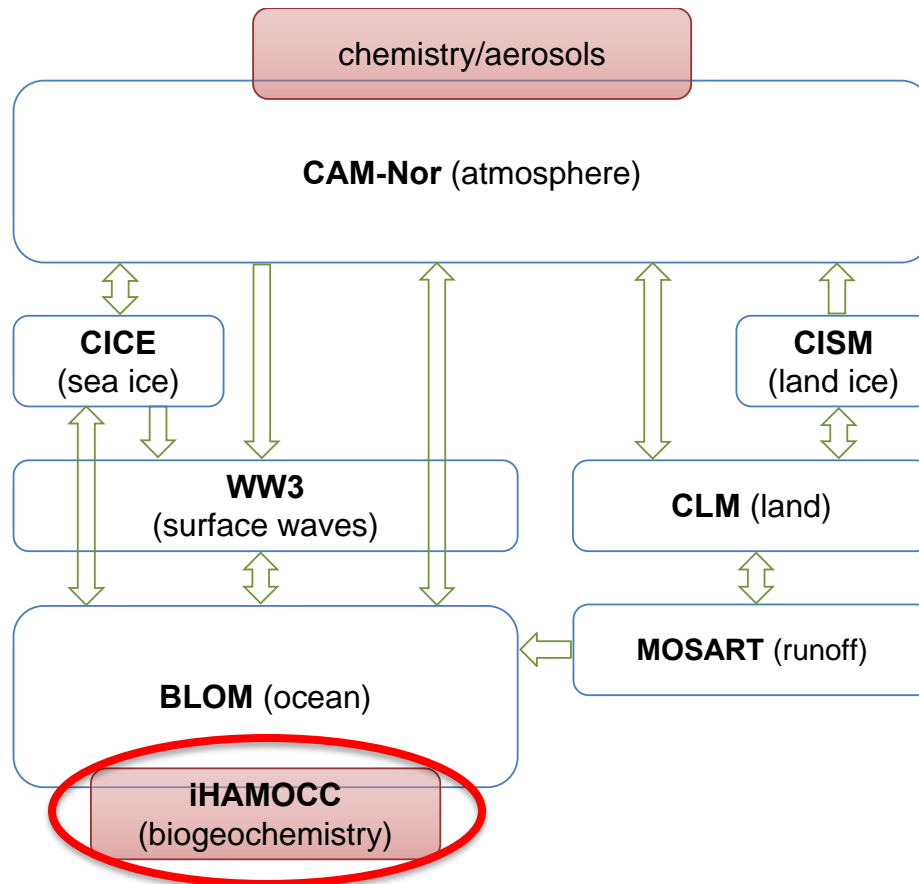 chemistry/aerosols
CAM-Nor (atmosphere)
CICE
(sea ice)
CISM
(land ice)
WW3
(surface waves)
CLM (land)
MOSART (runoff)
BLOM (ocean)
iHAMOCC
(biogeochemistry)